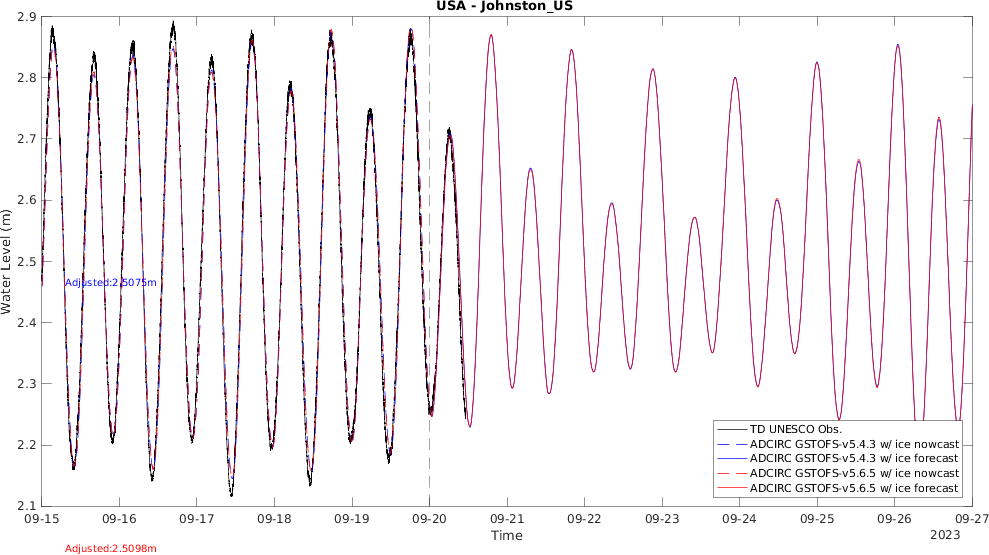 USA - Johnston_US
2.9
2.8
2.7
2.6
2.5
2.4
2.3
2.2
2.1
Water Level (m)
Adjusted:2.5075m
TD UNESCO Obs.
ADCIRC GSTOFS-v5.4.3 w/ ice nowcast
ADCIRC GSTOFS-v5.4.3 w/ ice forecast
ADCIRC GSTOFS-v5.6.5 w/ ice nowcast
ADCIRC GSTOFS-v5.6.5 w/ ice forecast
09-15 09-16 09-17 09-18 09-19 09-20 09-21 09-22 09-23 09-24 09-25 09-26 09-27
Time
2023
Adjusted:2.5098m